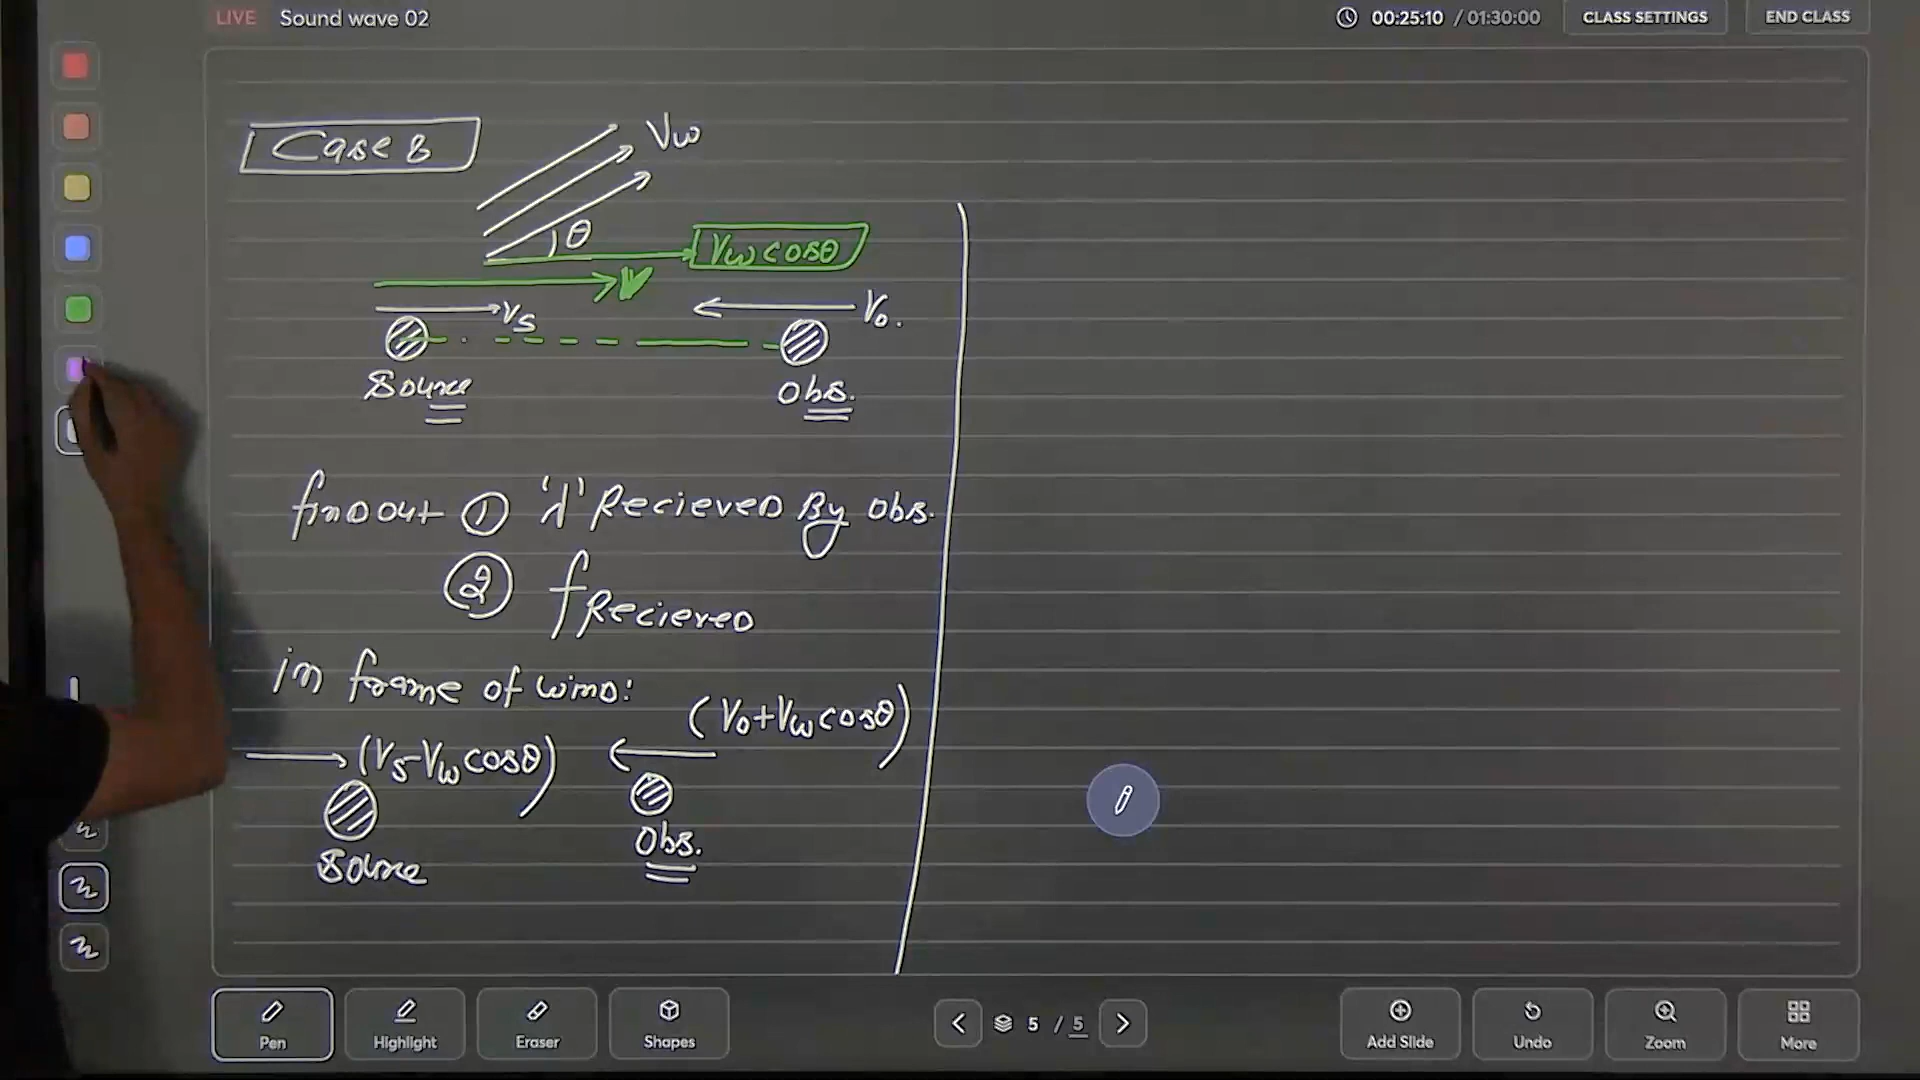 LIVE Sound wave 02 00:25:10 / 01:30:00 CLASS SETTINGS END CLASS
Case 8
Vw
θ
Vw cosθ
V
Vs
Vo.
Source
Obs.
find out ① 'λ' Recieved By Obs.
② f Recieved
in frame of wind:
(Vs-Vw cosθ)
(Vo+Vw cosθ)
Source
Obs.
Pen Highlight Eraser Shapes 5 / 5 Add Slide Undo Zoom More